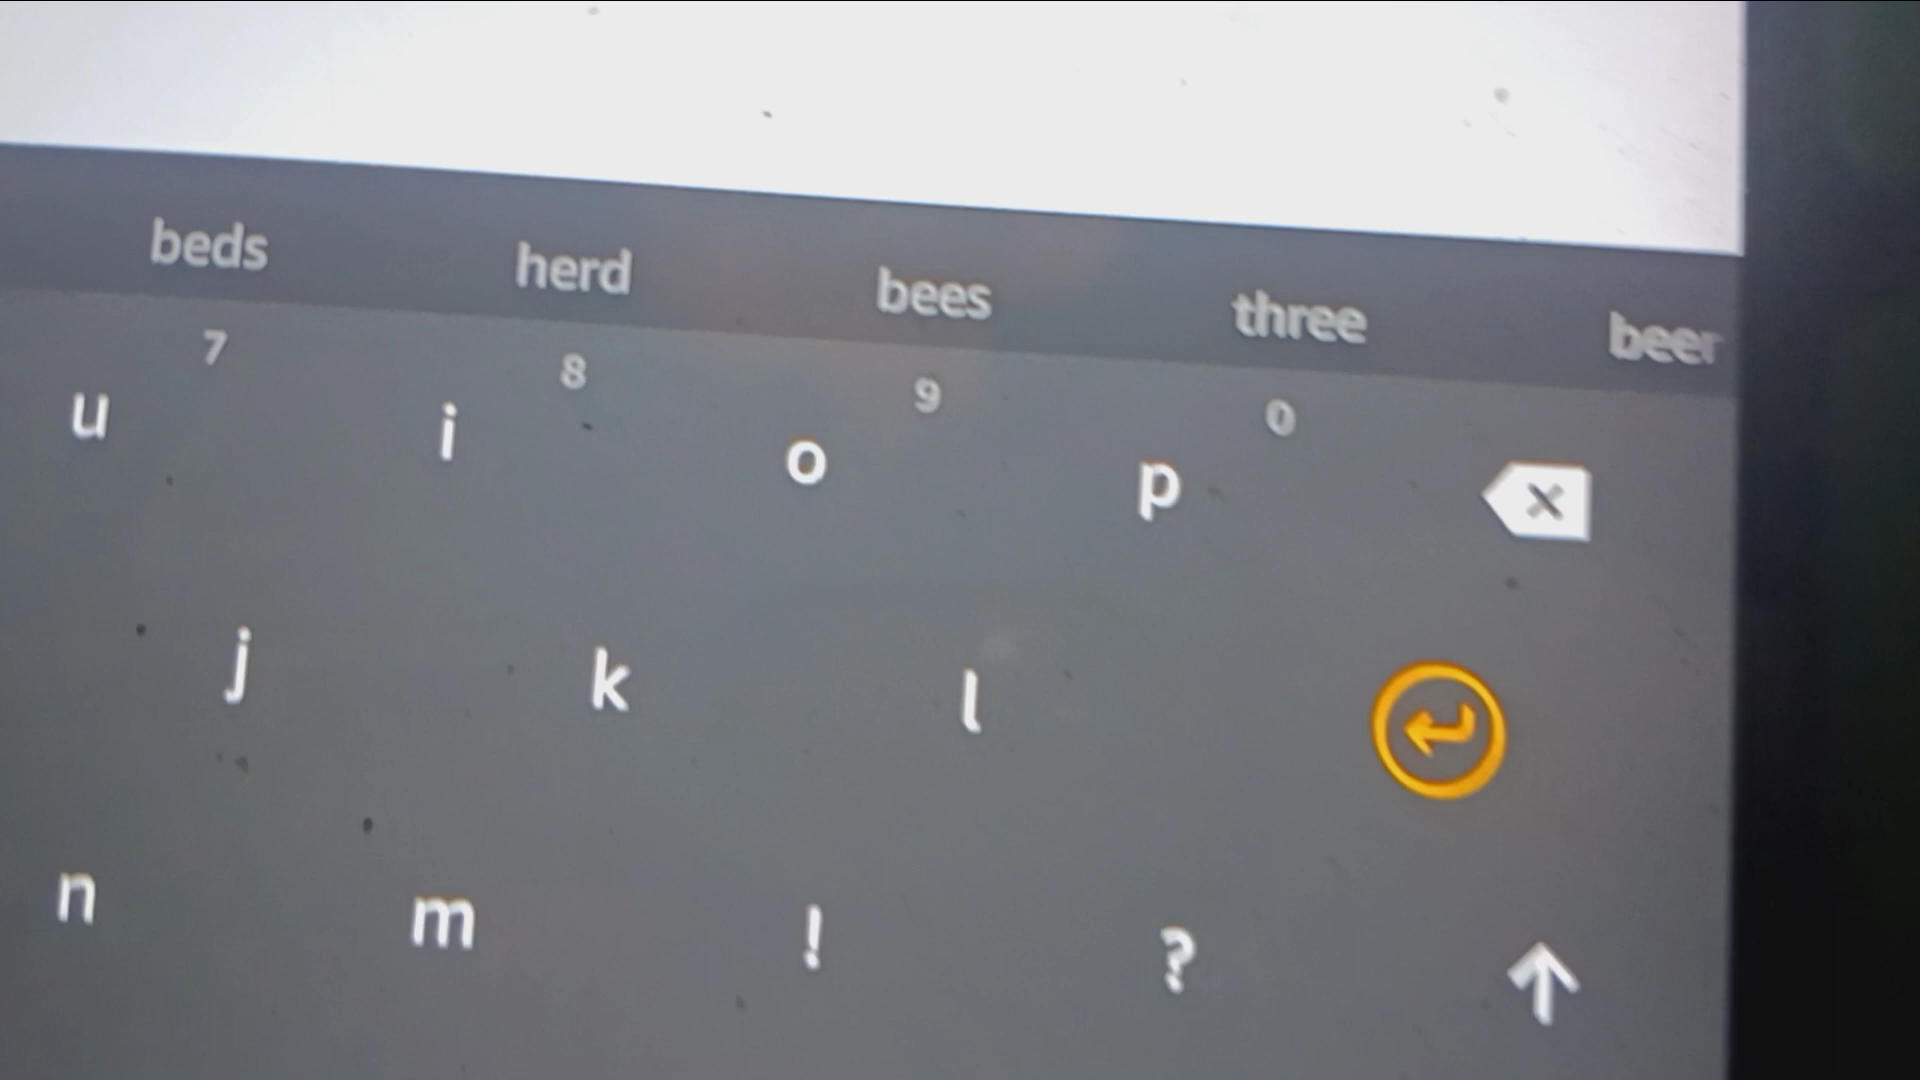 beds herd bees three beer
7 8 9 0
u i o p
j k l
n m ! ?